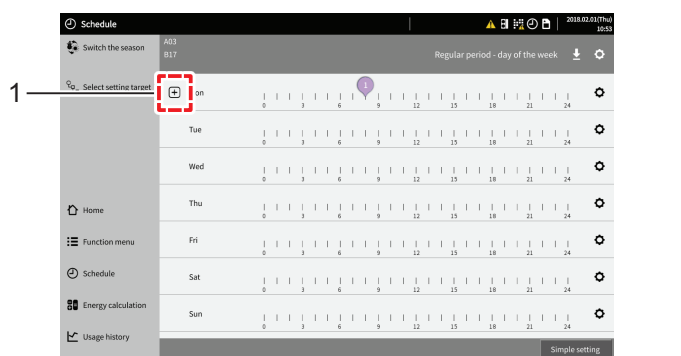 Schedule
2018.02.01(Thu)
10:53
Switch the season
A03
B17
Regular period - day of the week
1
Select setting target
on
1
0 3 6 9 12 15 18 21 24
Tue
0 3 6 9 12 15 18 21 24
Wed
0 3 6 9 12 15 18 21 24
Home
Thu
0 3 6 9 12 15 18 21 24
Function menu
Fri
0 3 6 9 12 15 18 21 24
Schedule
Sat
0 3 6 9 12 15 18 21 24
Energy calculation
Sun
0 3 6 9 12 15 18 21 24
Usage history
Simple setting